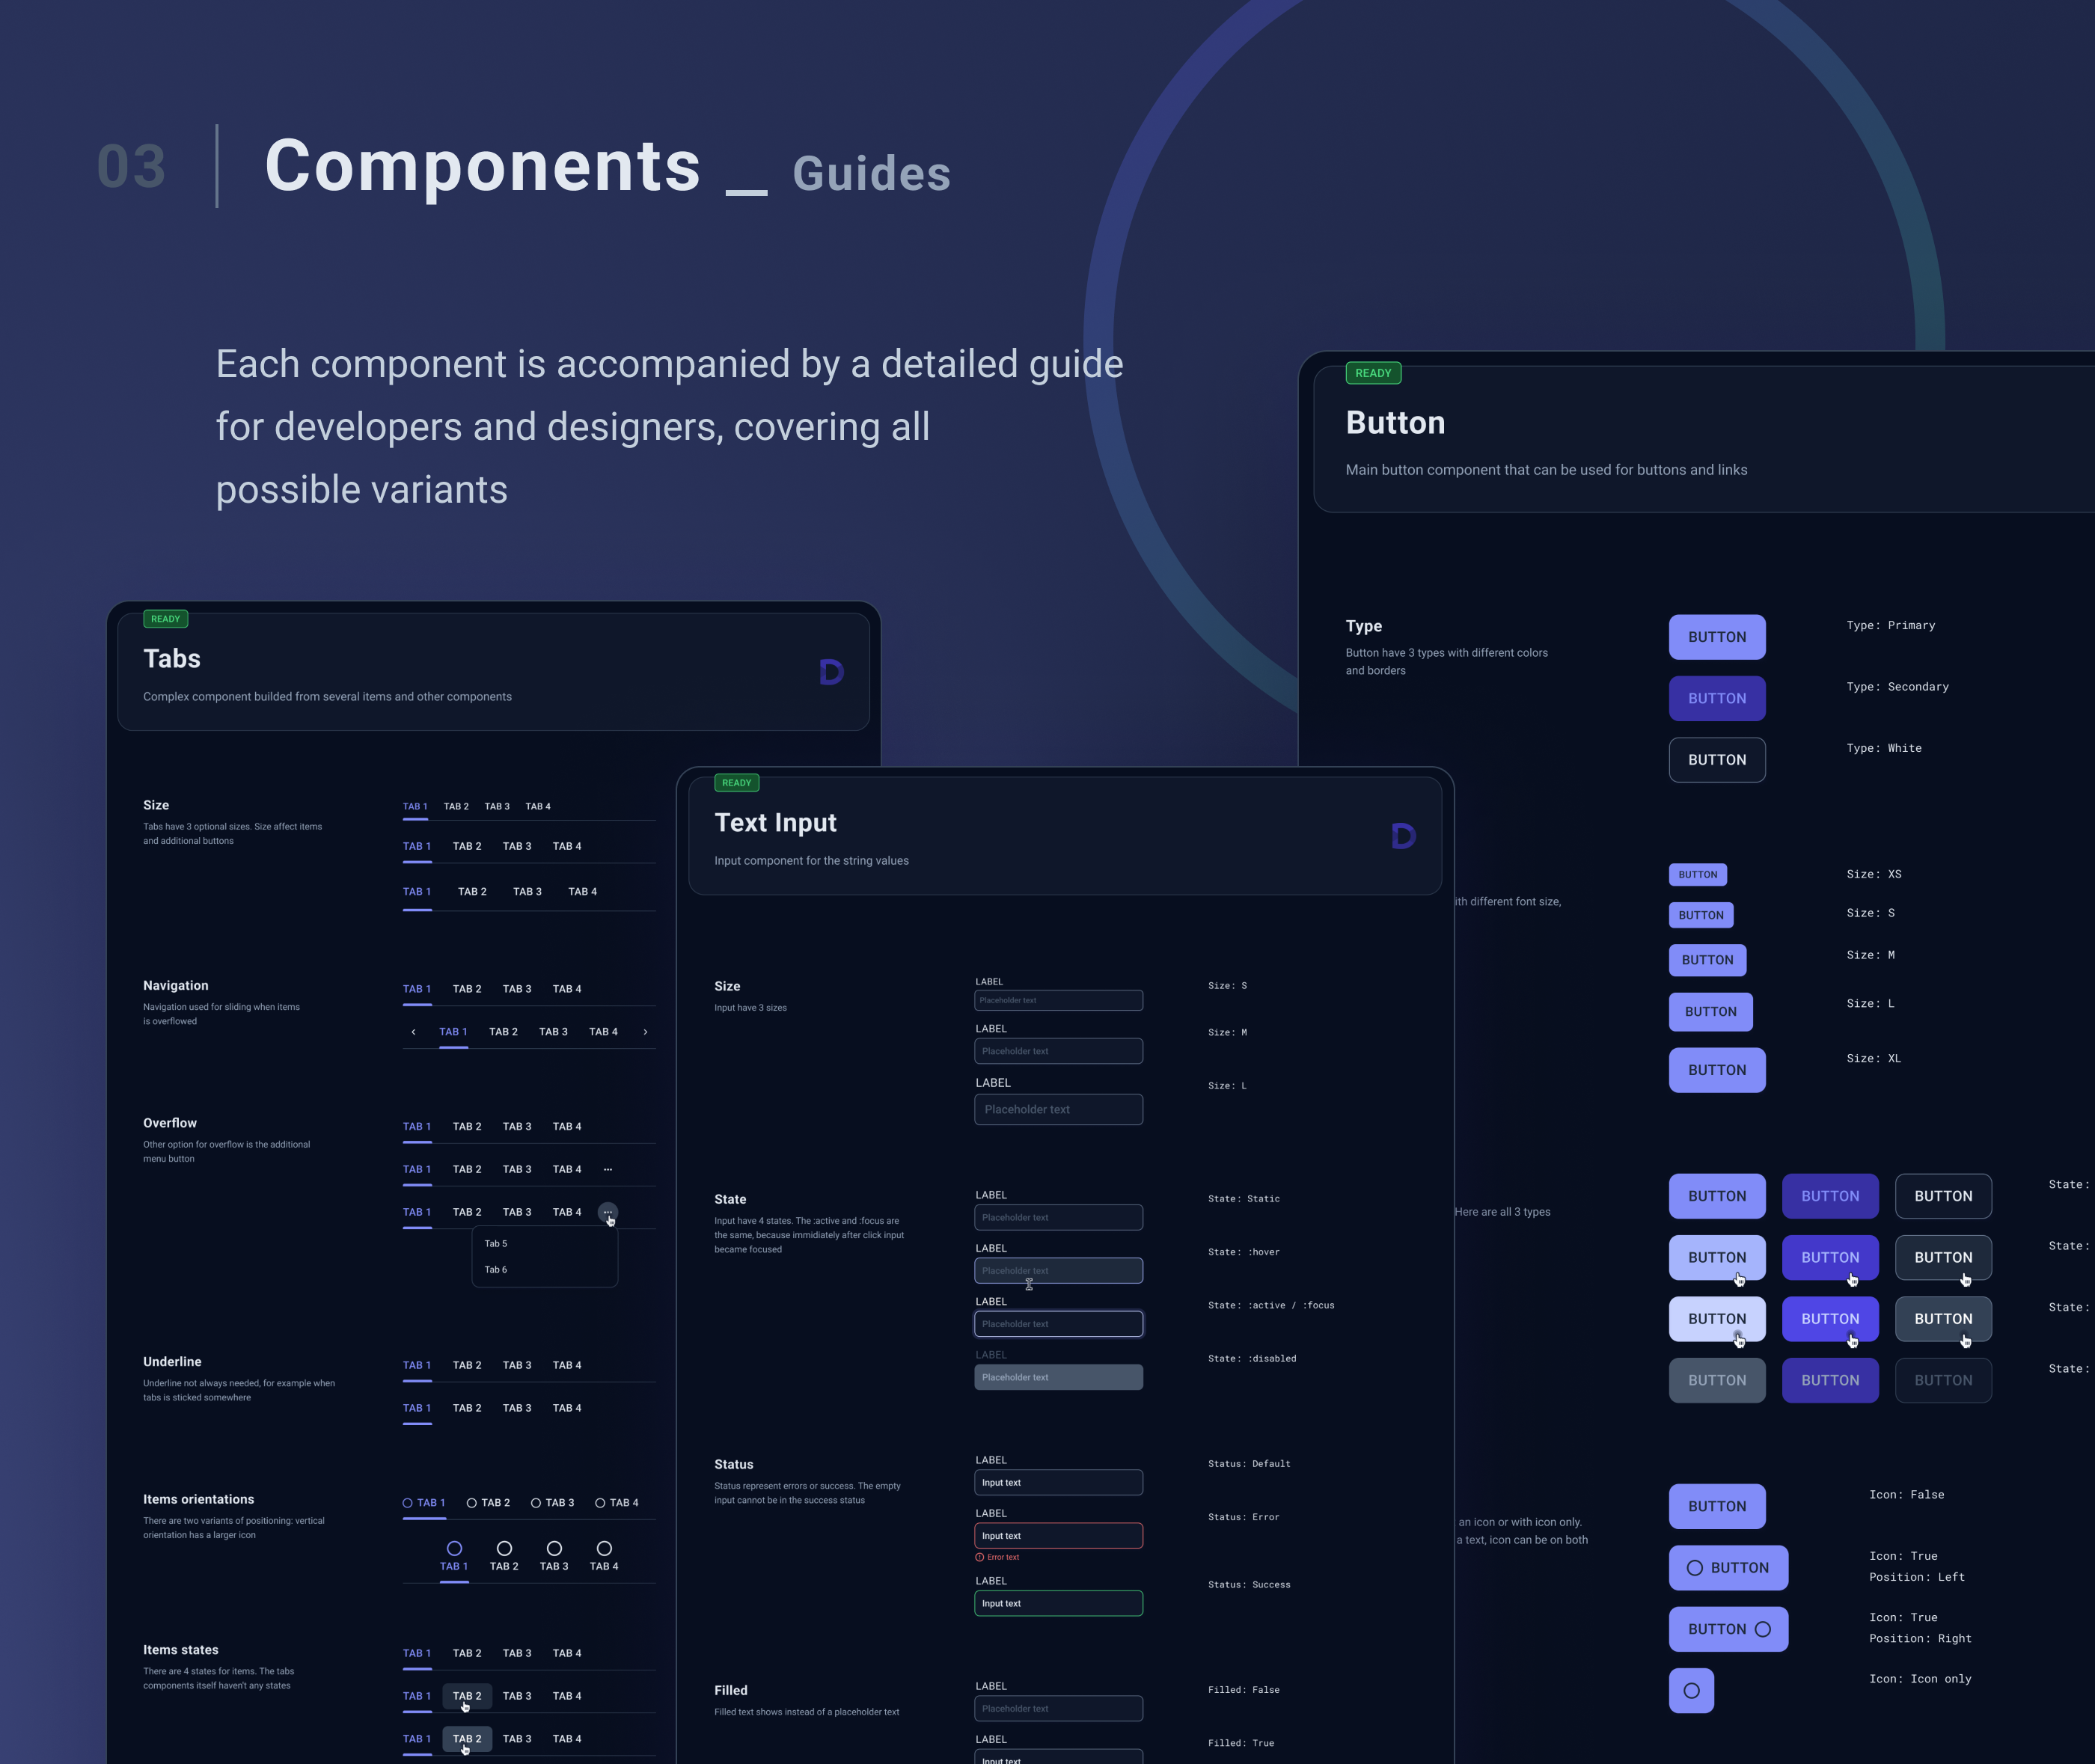 03
Components _ Guides
Each component is accompanied by a detailed guide
for developers and designers, covering all
possible variants
READY
Tabs
Complex component builded from several items and other components
D
Size
Tabs have 3 optional sizes. Size affect items
and additional buttons
TAB 1 TAB 2 TAB 3 TAB 4
TAB 1 TAB 2 TAB 3 TAB 4
TAB 1 TAB 2 TAB 3 TAB 4
Navigation
Navigation used for sliding when items
is overflowed
TAB 1 TAB 2 TAB 3 TAB 4
‹ TAB 1 TAB 2 TAB 3 TAB 4 ›
Overflow
Other option for overflow is the additional
menu button
TAB 1 TAB 2 TAB 3 TAB 4
TAB 1 TAB 2 TAB 3 TAB 4 ...
TAB 1 TAB 2 TAB 3 TAB 4 ...
Tab 5
Tab 6
Underline
Underline not always needed, for example when
tabs is sticked somewhere
TAB 1 TAB 2 TAB 3 TAB 4
TAB 1 TAB 2 TAB 3 TAB 4
Items orientations
There are two variants of positioning: vertical
orientation has a larger icon
TAB 1 TAB 2 TAB 3 TAB 4
TAB 1 TAB 2 TAB 3 TAB 4
Items states
There are 4 states for items. The tabs
components itself haven't any states
TAB 1 TAB 2 TAB 3 TAB 4
TAB 1 TAB 2 TAB 3 TAB 4
TAB 1 TAB 2 TAB 3 TAB 4
READY
Text Input
Input component for the string values
D
Size
Input have 3 sizes
LABEL
Placeholder text
Size: S
LABEL
Placeholder text
Size: M
LABEL
Placeholder text
Size: L
State
Input have 4 states. The :active and :focus are
the same, because immidiately after click input
became focused
LABEL
Placeholder text
State: Static
LABEL
Placeholder text
State: :hover
LABEL
Placeholder text
State: :active / :focus
LABEL
Placeholder text
State: :disabled
Status
Status represent errors or success. The empty
input cannot be in the success status
LABEL
Input text
Status: Default
LABEL
Input text
Error text
Status: Error
LABEL
Input text
Status: Success
Filled
Filled text shows instead of a placeholder text
LABEL
Placeholder text
Filled: False
LABEL
Input text
Filled: True
READY
Button
Main button component that can be used for buttons and links
Type
Button have 3 types with different colors
and borders
BUTTON Type: Primary
BUTTON Type: Secondary
BUTTON Type: White
ith different font size,
BUTTON Size: XS
BUTTON Size: S
BUTTON Size: M
BUTTON Size: L
BUTTON Size: XL
Here are all 3 types
BUTTON BUTTON BUTTON State:
BUTTON BUTTON BUTTON State:
BUTTON BUTTON BUTTON State:
BUTTON BUTTON BUTTON State:
an icon or with icon only.
a text, icon can be on both
BUTTON Icon: False
BUTTON Icon: True
Position: Left
BUTTON Icon: True
Position: Right
Icon: Icon only